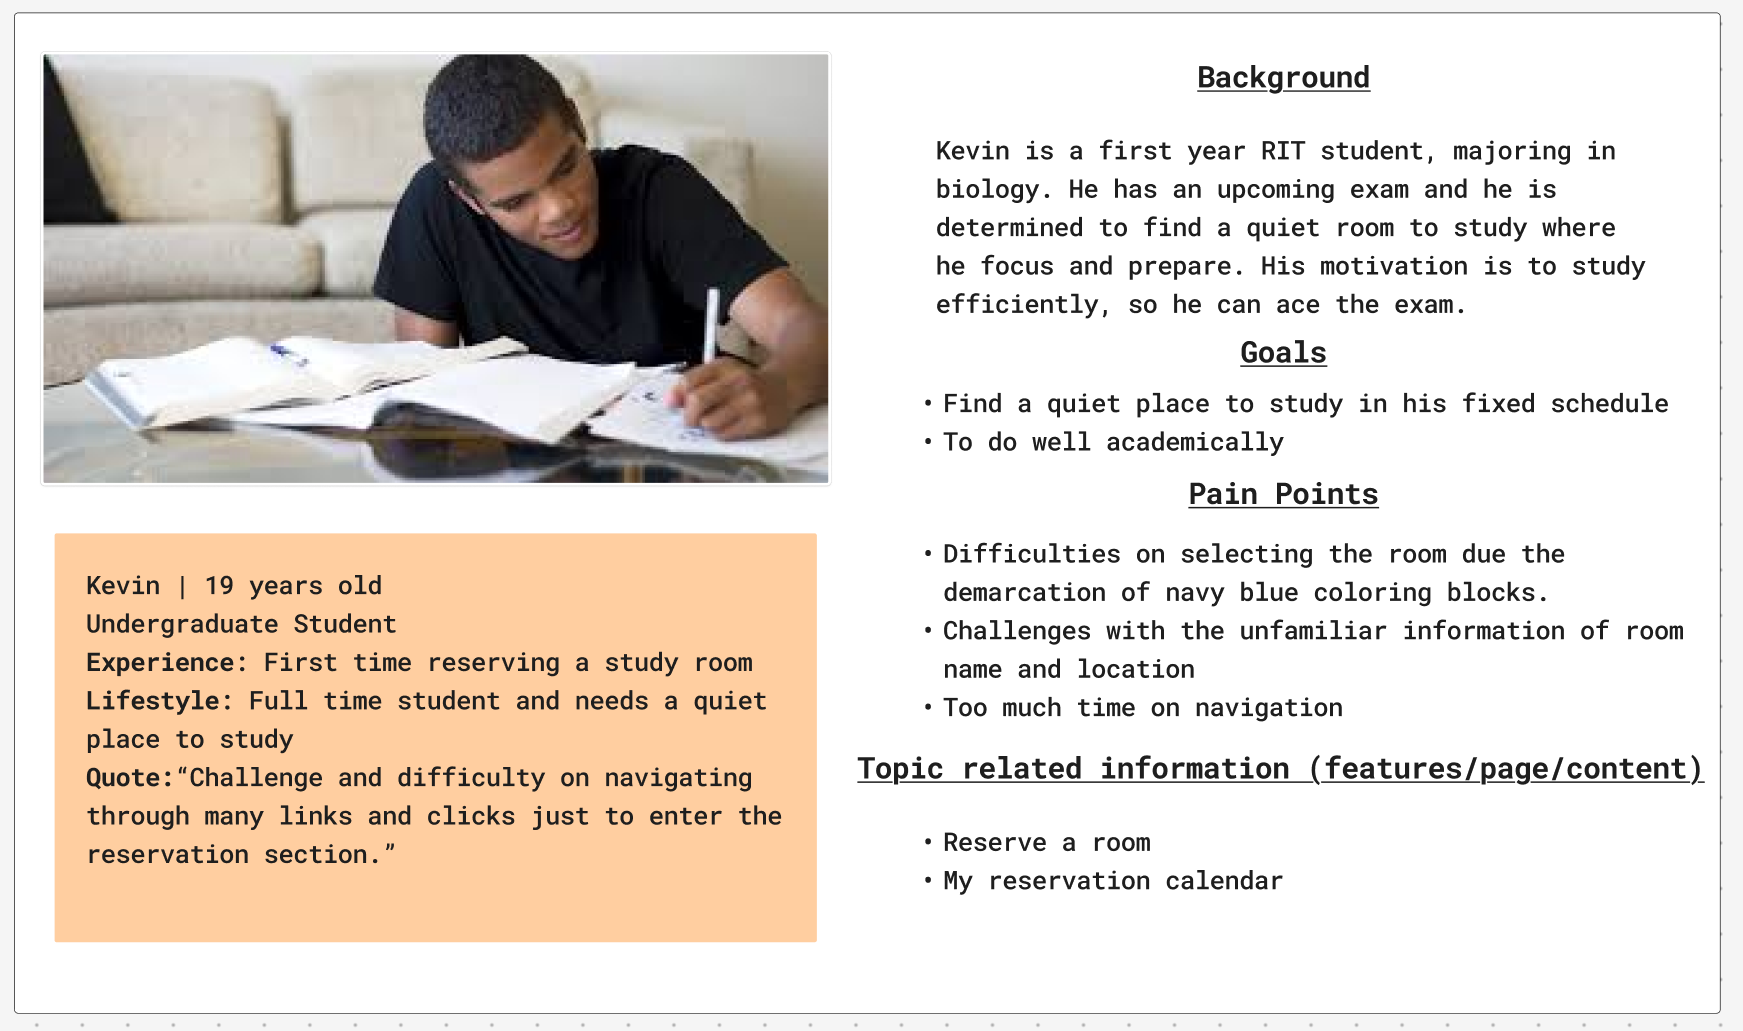 Kevin | 19 years old
Undergraduate Student
Experience: First time reserving a study room
Lifestyle: Full time student and needs a quiet
place to study
Quote:“Challenge and difficulty on navigating
through many links and clicks just to enter the
reservation section.”
Background
Kevin is a first year RIT student, majoring in
biology. He has an upcoming exam and he is
determined to find a quiet room to study where
he focus and prepare. His motivation is to study
efficiently, so he can ace the exam.
Goals
• Find a quiet place to study in his fixed schedule
• To do well academically
Pain Points
• Difficulties on selecting the room due the
demarcation of navy blue coloring blocks.
• Challenges with the unfamiliar information of room
name and location
• Too much time on navigation
Topic related information (features/page/content)
• Reserve a room
• My reservation calendar